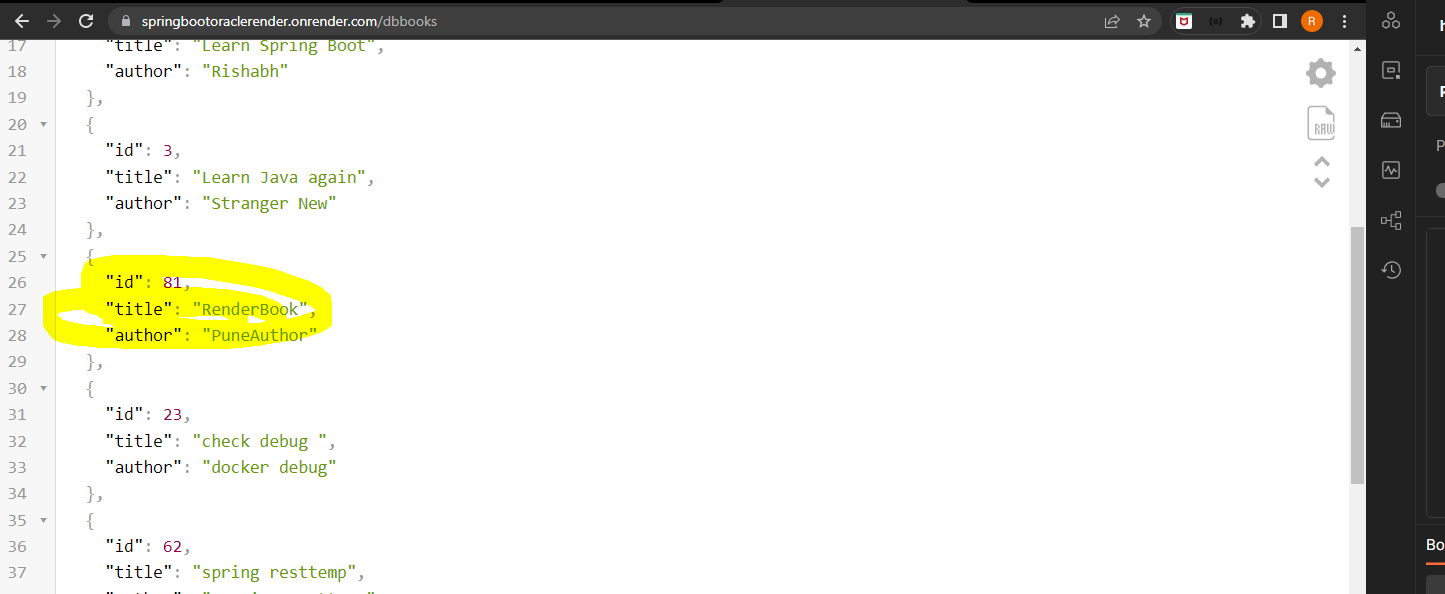 springbootoraclerender.onrender.com/dbbooks
R
17 "title": "Learn Spring Boot",
18 "author": "Rishabh"
19 },
20 {
21 "id": 3,
22 "title": "Learn Java again",
23 "author": "Stranger New"
24 },
25 {
26 "id": 81,
27 "title": "RenderBook",
28 "author": "PuneAuthor"
29 },
30 {
31 "id": 23,
32 "title": "check debug ",
33 "author": "docker debug"
34 },
35 {
36 "id": 62,
37 "title": "spring resttemp",
RAW
P
Bo